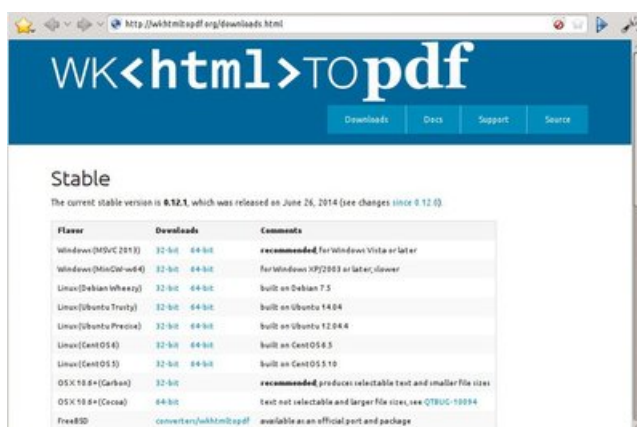 http://wkhtmltopdf.org/downloads.html
WK<html>TOpdf
Downloads Docs Support Source
Stable
The current stable version is 0.12.1, which was released on June 26, 2014 (see changes since 0.12.0).
Flavor Downloads Comments
Windows (MSVC 2013) 32-bit 64-bit recommended, for Windows Vista or later
Windows (MinGW-w64) 32-bit 64-bit for Windows XP/2003 or later; slower
Linux (Debian Wheezy) 32-bit 64-bit built on Debian 7.5
Linux (Ubuntu Trusty) 32-bit 64-bit built on Ubuntu 14.04
Linux (Ubuntu Precise) 32-bit 64-bit built on Ubuntu 12.04.4
Linux (CentOS 6) 32-bit 64-bit built on CentOS 6.5
Linux (CentOS 5) 32-bit 64-bit built on CentOS 5.10
OS X 10.6+ (Carbon) 32-bit recommended, produces selectable text and smaller file sizes
OS X 10.6+ (Cocoa) 64-bit text not selectable and larger file sizes, see QTBUG-10094
FreeBSD converters/wkhtmltopdf available as an official port and package